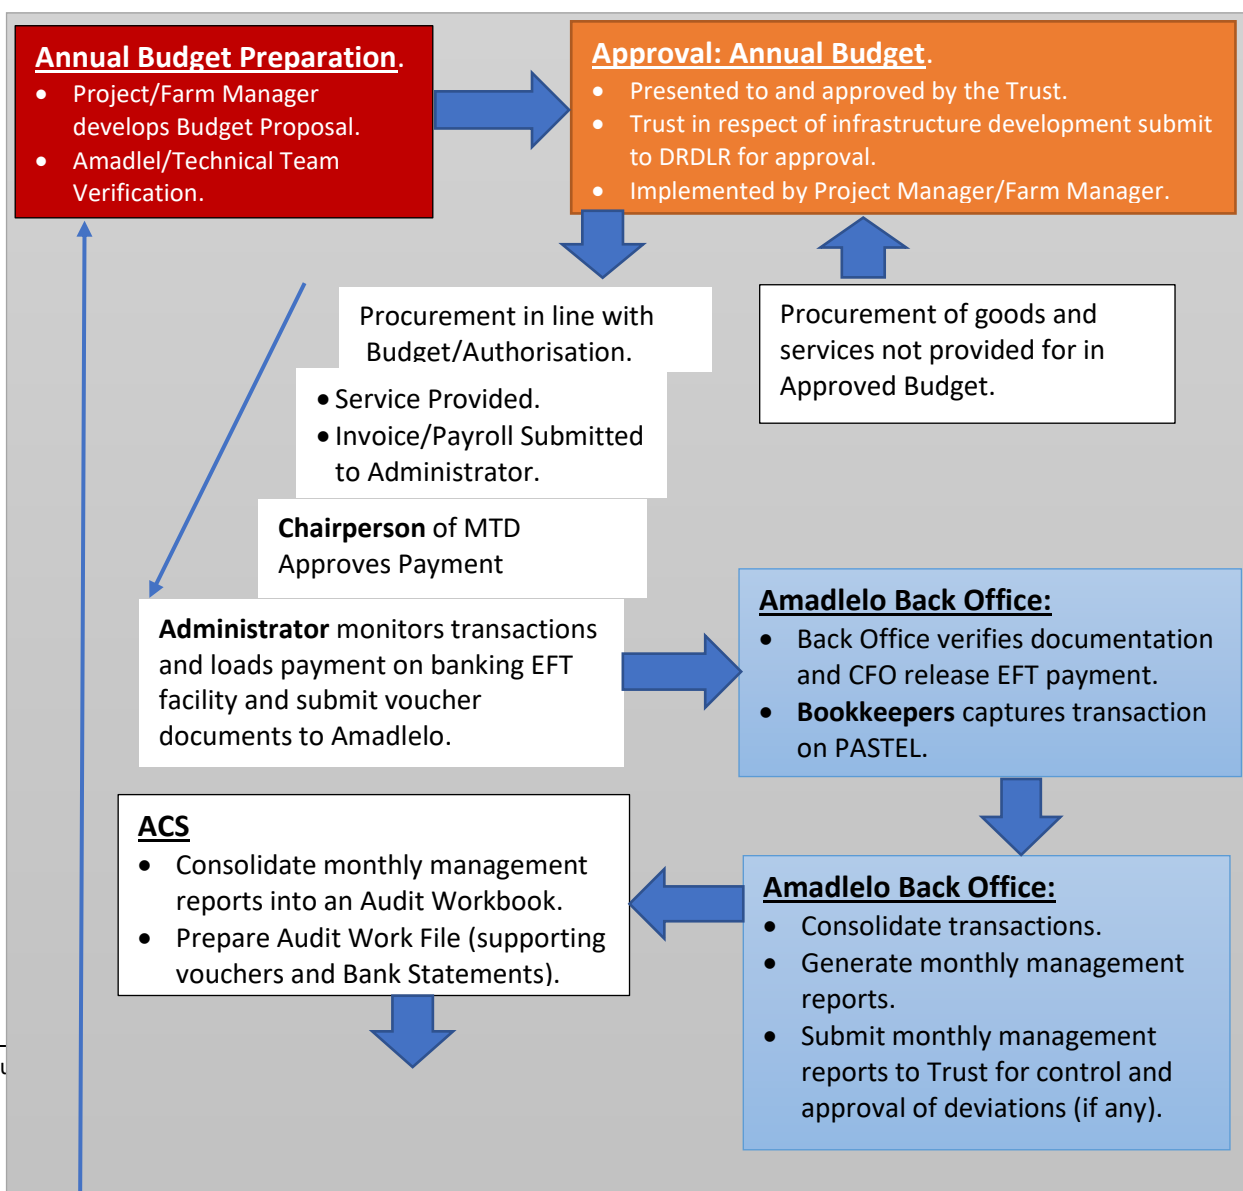 Annual Budget Preparation.
• Project/Farm Manager
develops Budget Proposal.
• Amadlel/Technical Team
Verification.
Approval: Annual Budget.
• Presented to and approved by the Trust.
• Trust in respect of infrastructure development submit
to DRDLR for approval.
• Implemented by Project Manager/Farm Manager.
Procurement in line with
Budget/Authorisation.
Procurement of goods and
services not provided for in
Approved Budget.
• Service Provided.
• Invoice/Payroll Submitted
to Administrator.
Chairperson of MTD
Approves Payment
Administrator monitors transactions
and loads payment on banking EFT
facility and submit voucher
documents to Amadlelo.
Amadlelo Back Office:
• Back Office verifies documentation
and CFO release EFT payment.
• Bookkeepers captures transaction
on PASTEL.
ACS
• Consolidate monthly management
reports into an Audit Workbook.
• Prepare Audit Work File (supporting
vouchers and Bank Statements).
Amadlelo Back Office:
• Consolidate transactions.
• Generate monthly management
reports.
• Submit monthly management
reports to Trust for control and
approval of deviations (if any).